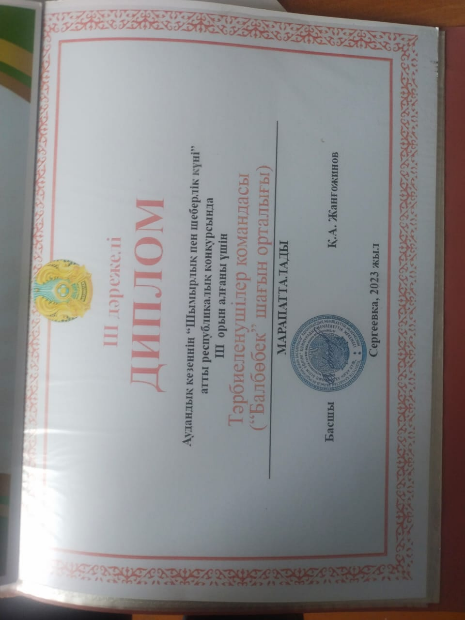 III дәрежелі
ДИПЛОМ
Аудандық кезеңнің “Шымырлық пен шеберлік күні”
атты республикалық конкурсында
III орын алғаны үшін
Тәрбиеленушілер командасы
(“Балбөбек” шағын орталығы)
МАРАПАТТАЛАДЫ
Басшы Қ.А. Жангожинов
Сергеевка, 2023 жыл